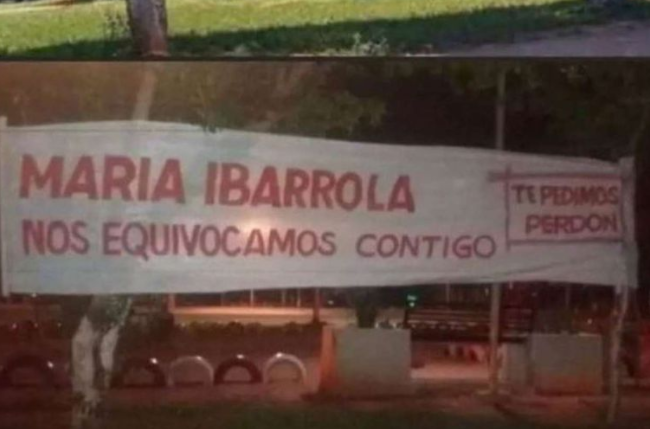 MARIA IBARROLA
NOS EQUIVOCAMOS CONTIGO
TE PEDIMOS
PERDON